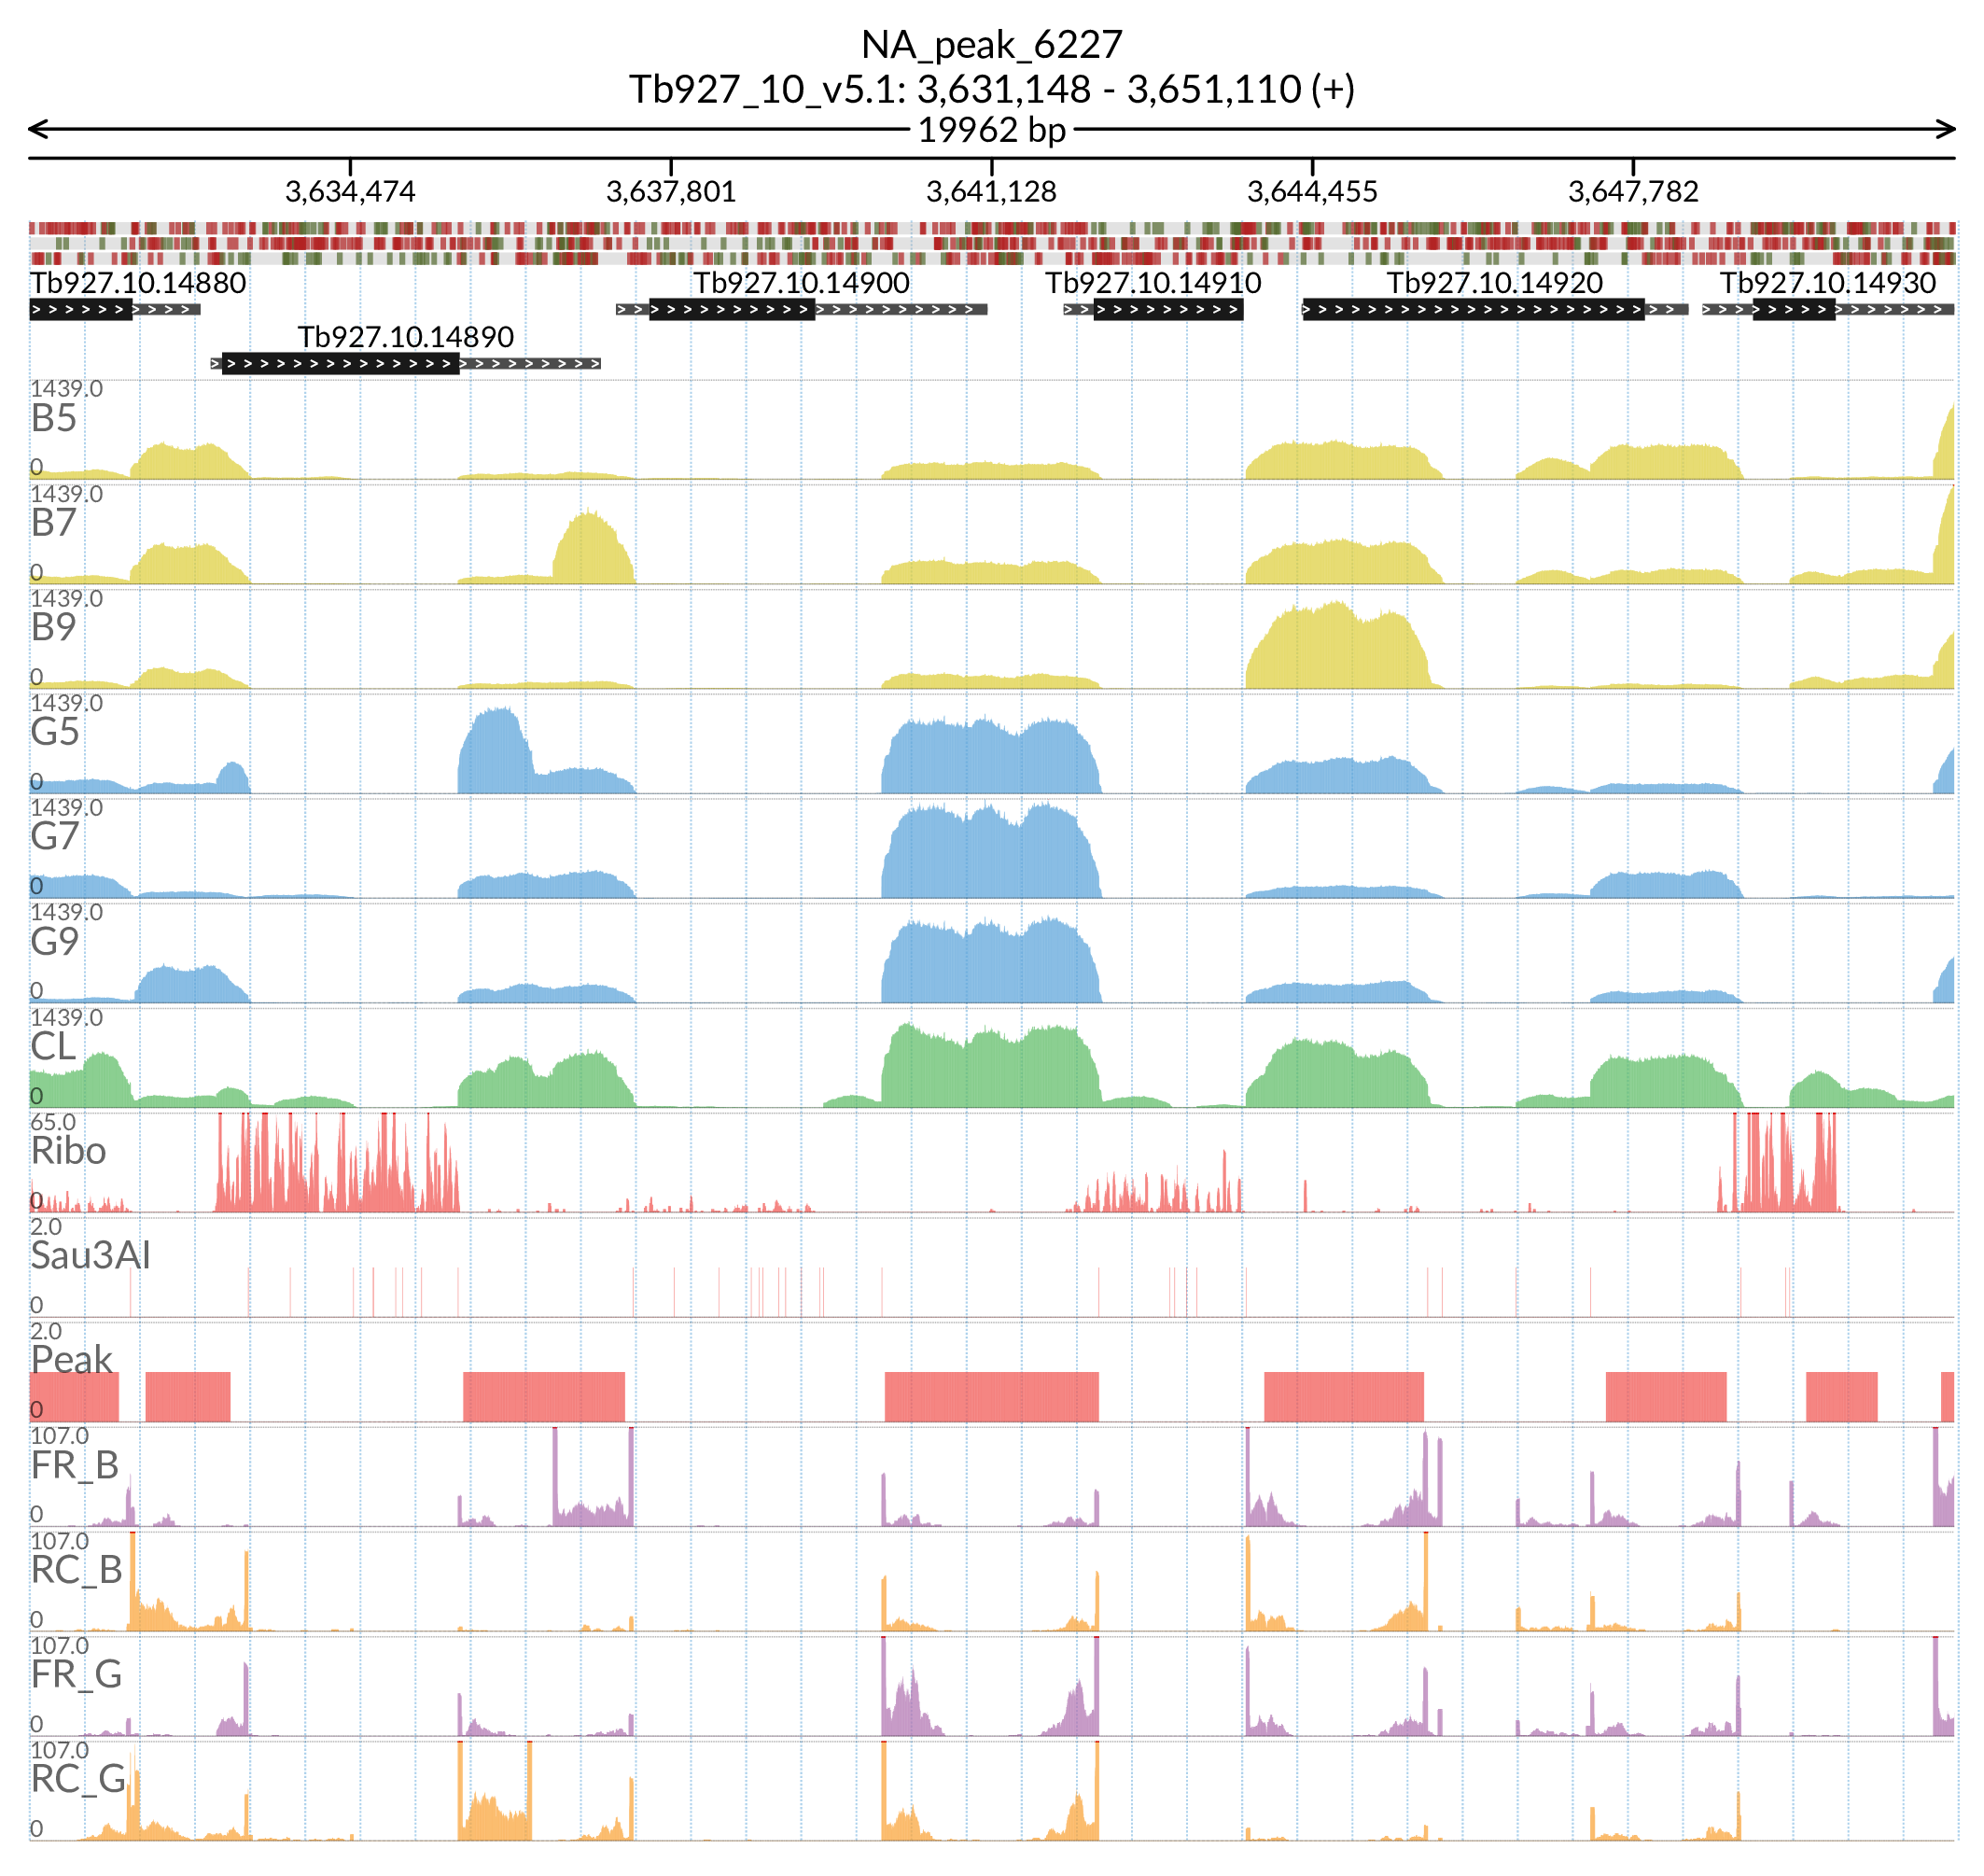 NA_peak_6227
Tb927_10_v5.1: 3,631,148 - 3,651,110 (+)
19962 bp
3,634,474 3,637,801 3,641,128 3,644,455 3,647,782
Tb927.10.14880 Tb927.10.14900 Tb927.10.14910 Tb927.10.14920 Tb927.10.14930
Tb927.10.14890
1439.0
B5
0
1439.0
B7
0
1439.0
B9
0
1439.0
G5
0
1439.0
G7
0
1439.0
G9
0
1439.0
CL
0
65.0
Ribo
0
2.0
Sau3AI
0
2.0
Peak
0
107.0
FR_B
0
107.0
RC_B
0
107.0
FR_G
0
107.0
RC_G
0